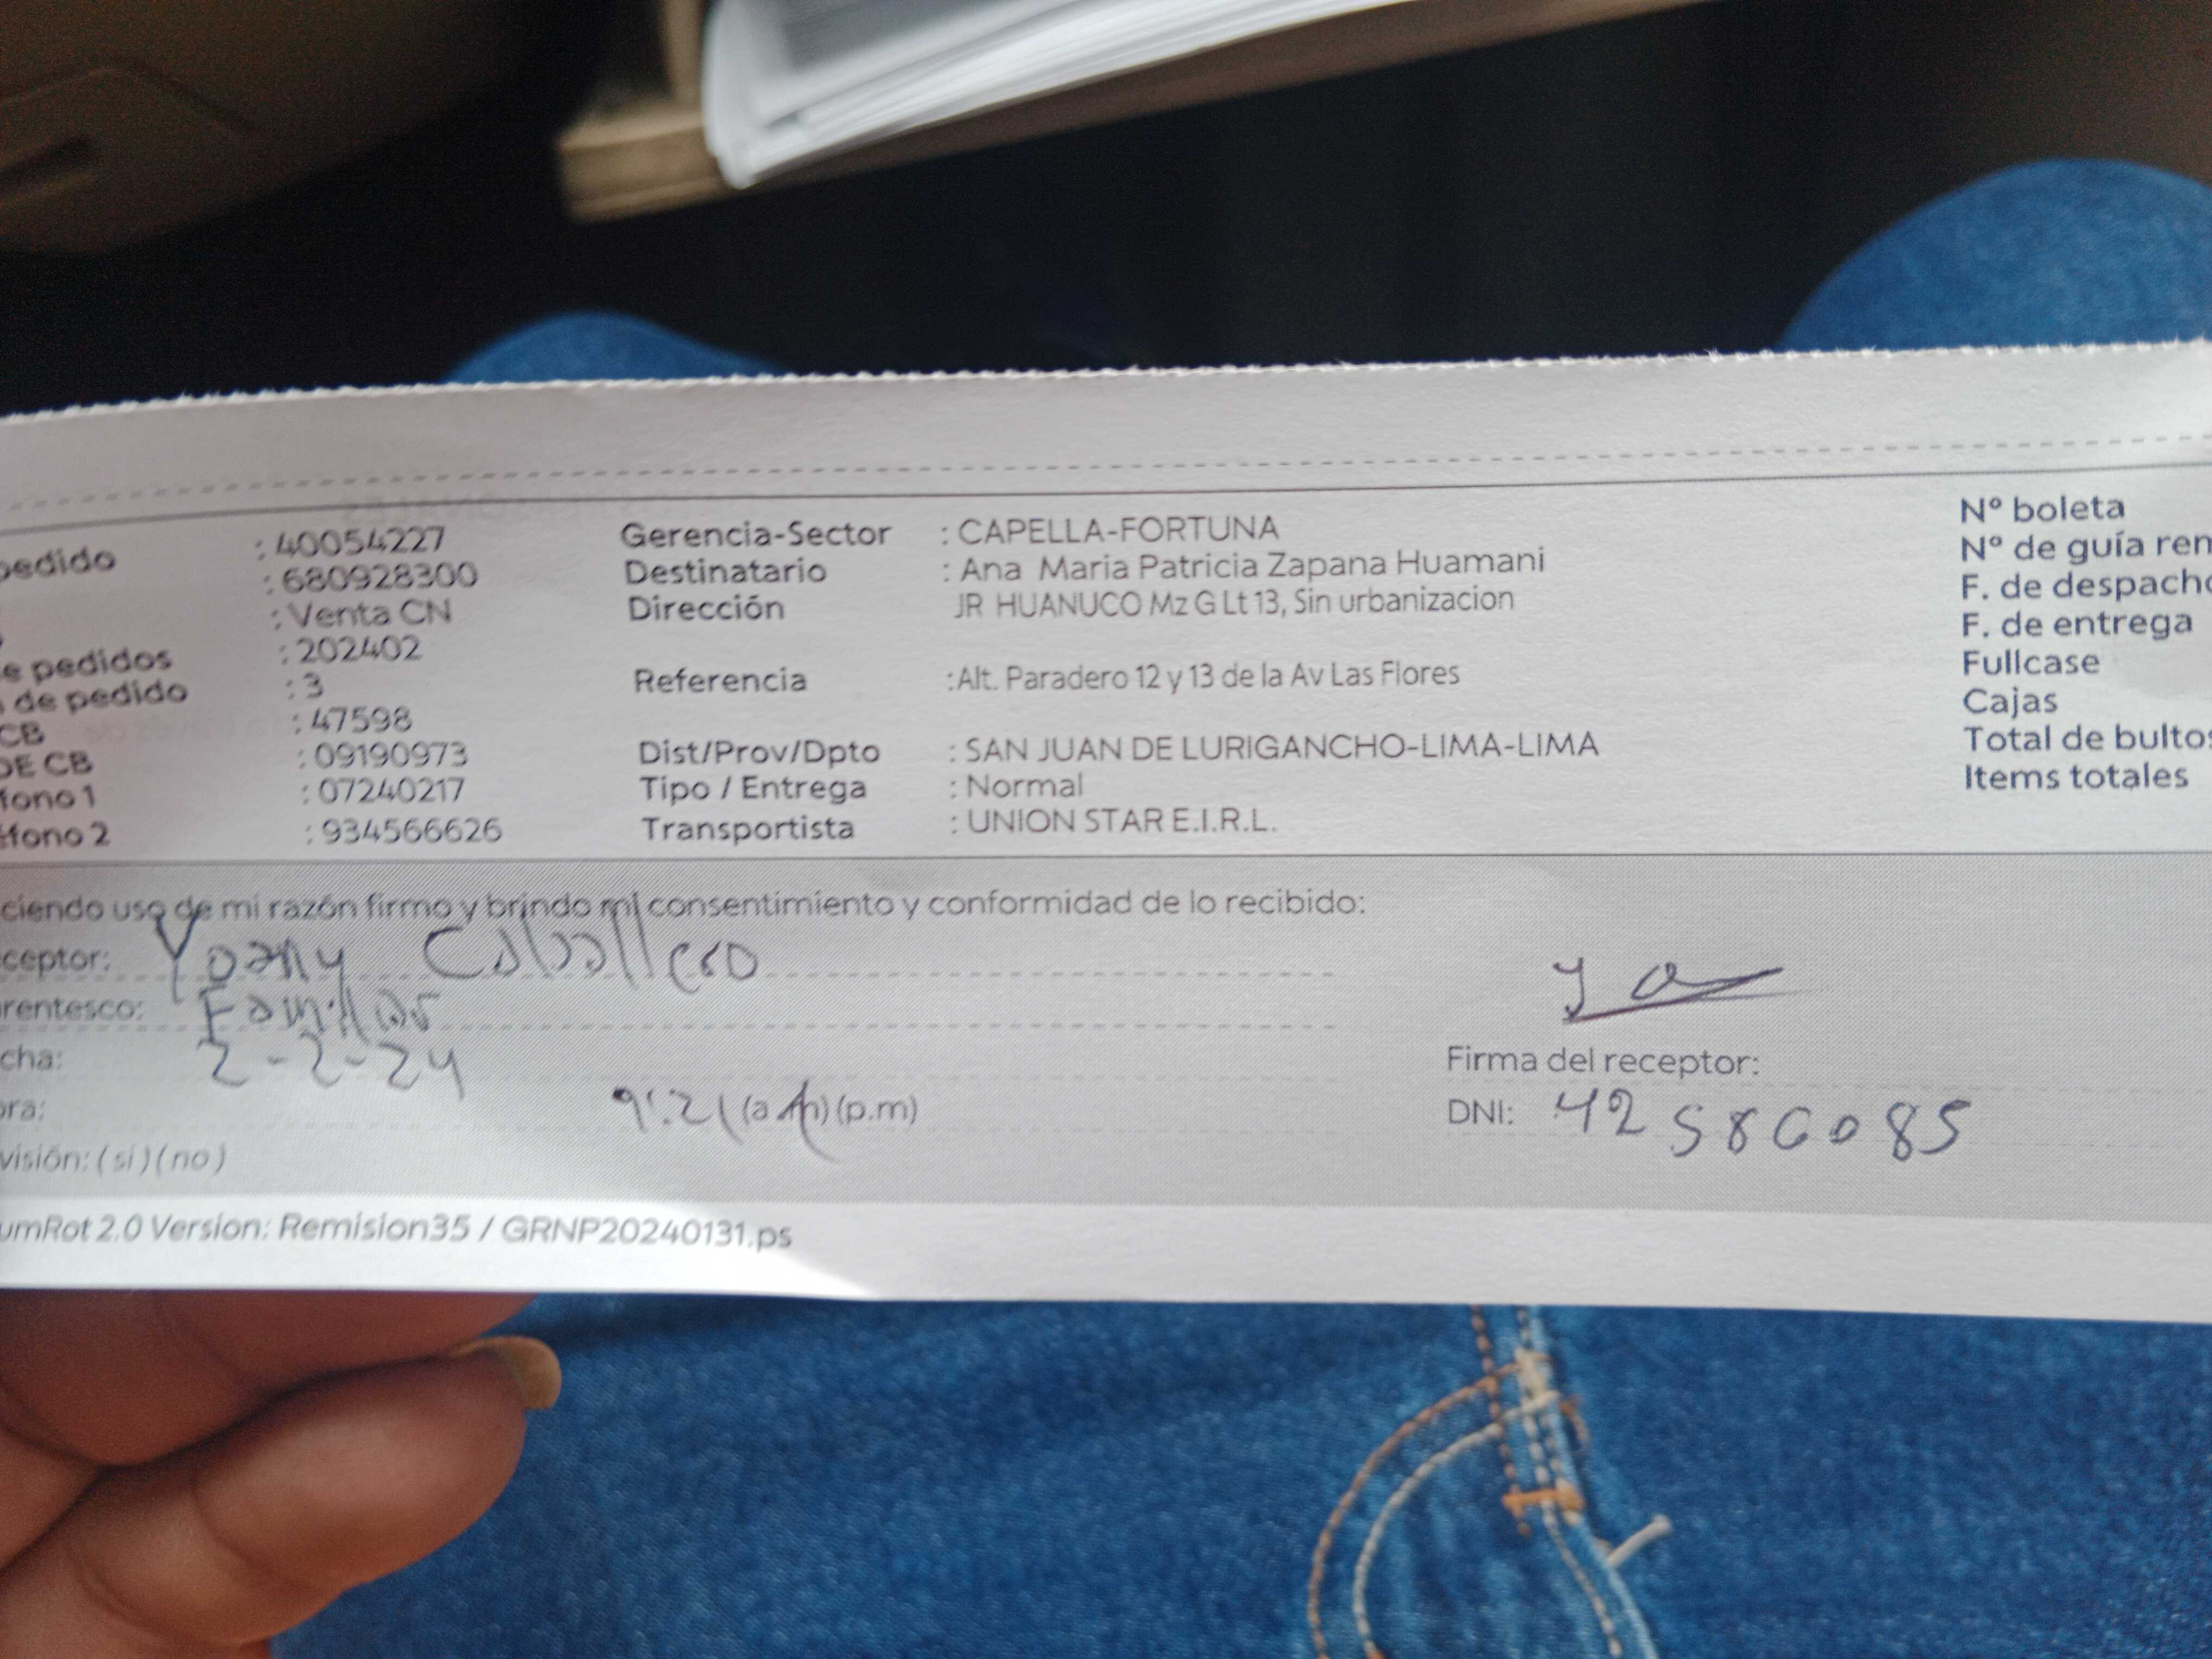 pedido : 40054227 Gerencia-Sector : CAPELLA-FORTUNA Nº boleta
: 680928300 Destinatario : Ana Maria Patricia Zapana Huamani Nº de guía rem
: Venta CN Dirección JR HUANUCO Mz G Lt 13, Sin urbanizacion F. de despacho
e pedidos : 202402 F. de entrega
de pedido : 3 Referencia :Alt. Paradero 12 y 13 de la Av Las Flores Fullcase
CB : 47598 Cajas
DE CB : 09190973 Dist/Prov/Dpto : SAN JUAN DE LURIGANCHO-LIMA-LIMA Total de bultos
fono 1 : 07240217 Tipo / Entrega : Normal Items totales
éfono 2 : 934566626 Transportista : UNION STAR E.I.R.L.
ciendo uso de mi razón firmo y brindo mi consentimiento y conformidad de lo recibido:
ceptor: Yoany Caballero
rentesco: Familiar
cha: 2-2-24 Firma del receptor:
ora: 9:21 (a.m) (p.m) DNI: 42586085
visión: (si) (no)
umRot 2.0 Version: Remision35 / GRNP20240131.ps